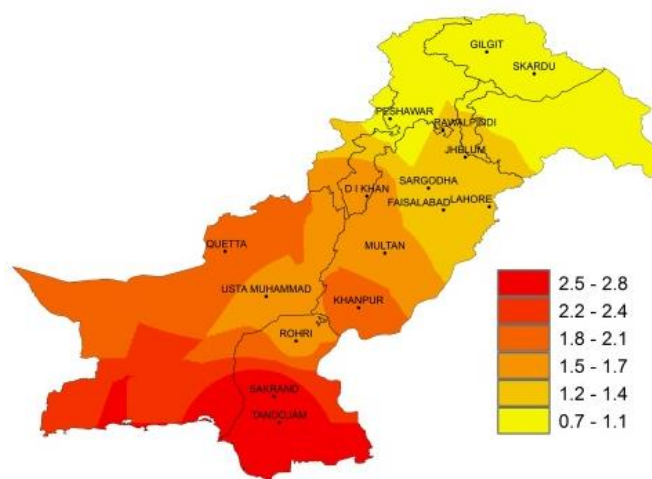 GILGIT
SKARDU
PESHAWAR
RAWALPINDI
JHELUM
D I KHAN
SARGODHA
FAISALABAD
LAHORE
QUETTA
MULTAN
USTA MUHAMMAD
KHANPUR
ROHRI
SAKRAND
TANDOJAM
2.5 - 2.8
2.2 - 2.4
1.8 - 2.1
1.5 - 1.7
1.2 - 1.4
0.7 - 1.1